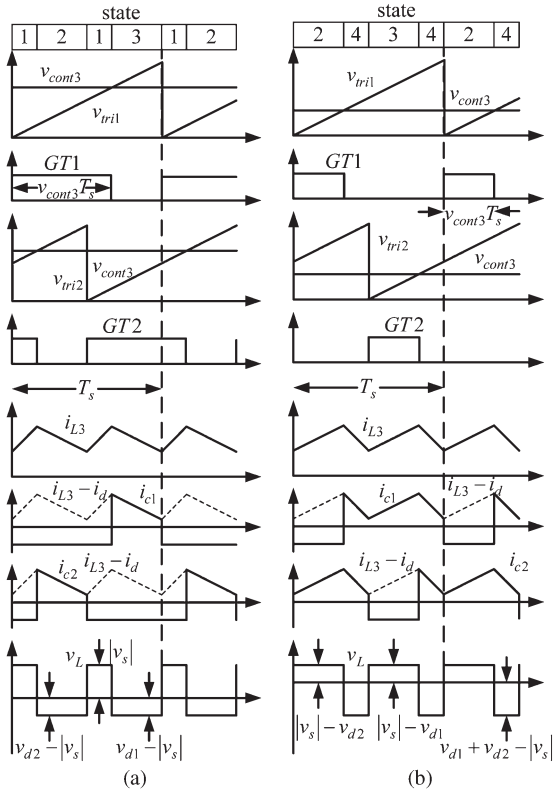 state
1 2 1 3 1 2
v_cont3
v_tri1
GT1
v_cont3 T_s
v_tri2
v_cont3
GT2
T_s
i_L3
i_L3 − i_d
i_c1
i_c2
i_L3 − i_d
v_L
|v_s|
v_d2 − |v_s|
v_d1 − |v_s|
(a)
state
2 4 3 4 2 4
v_tri1
v_cont3
GT1
v_cont3 T_s
v_tri2
v_cont3
GT2
T_s
i_L3
i_c1
i_L3 − i_d
i_L3 − i_d
i_c2
v_L
|v_s| − v_d2
|v_s| − v_d1
v_d1 + v_d2 − |v_s|
(b)